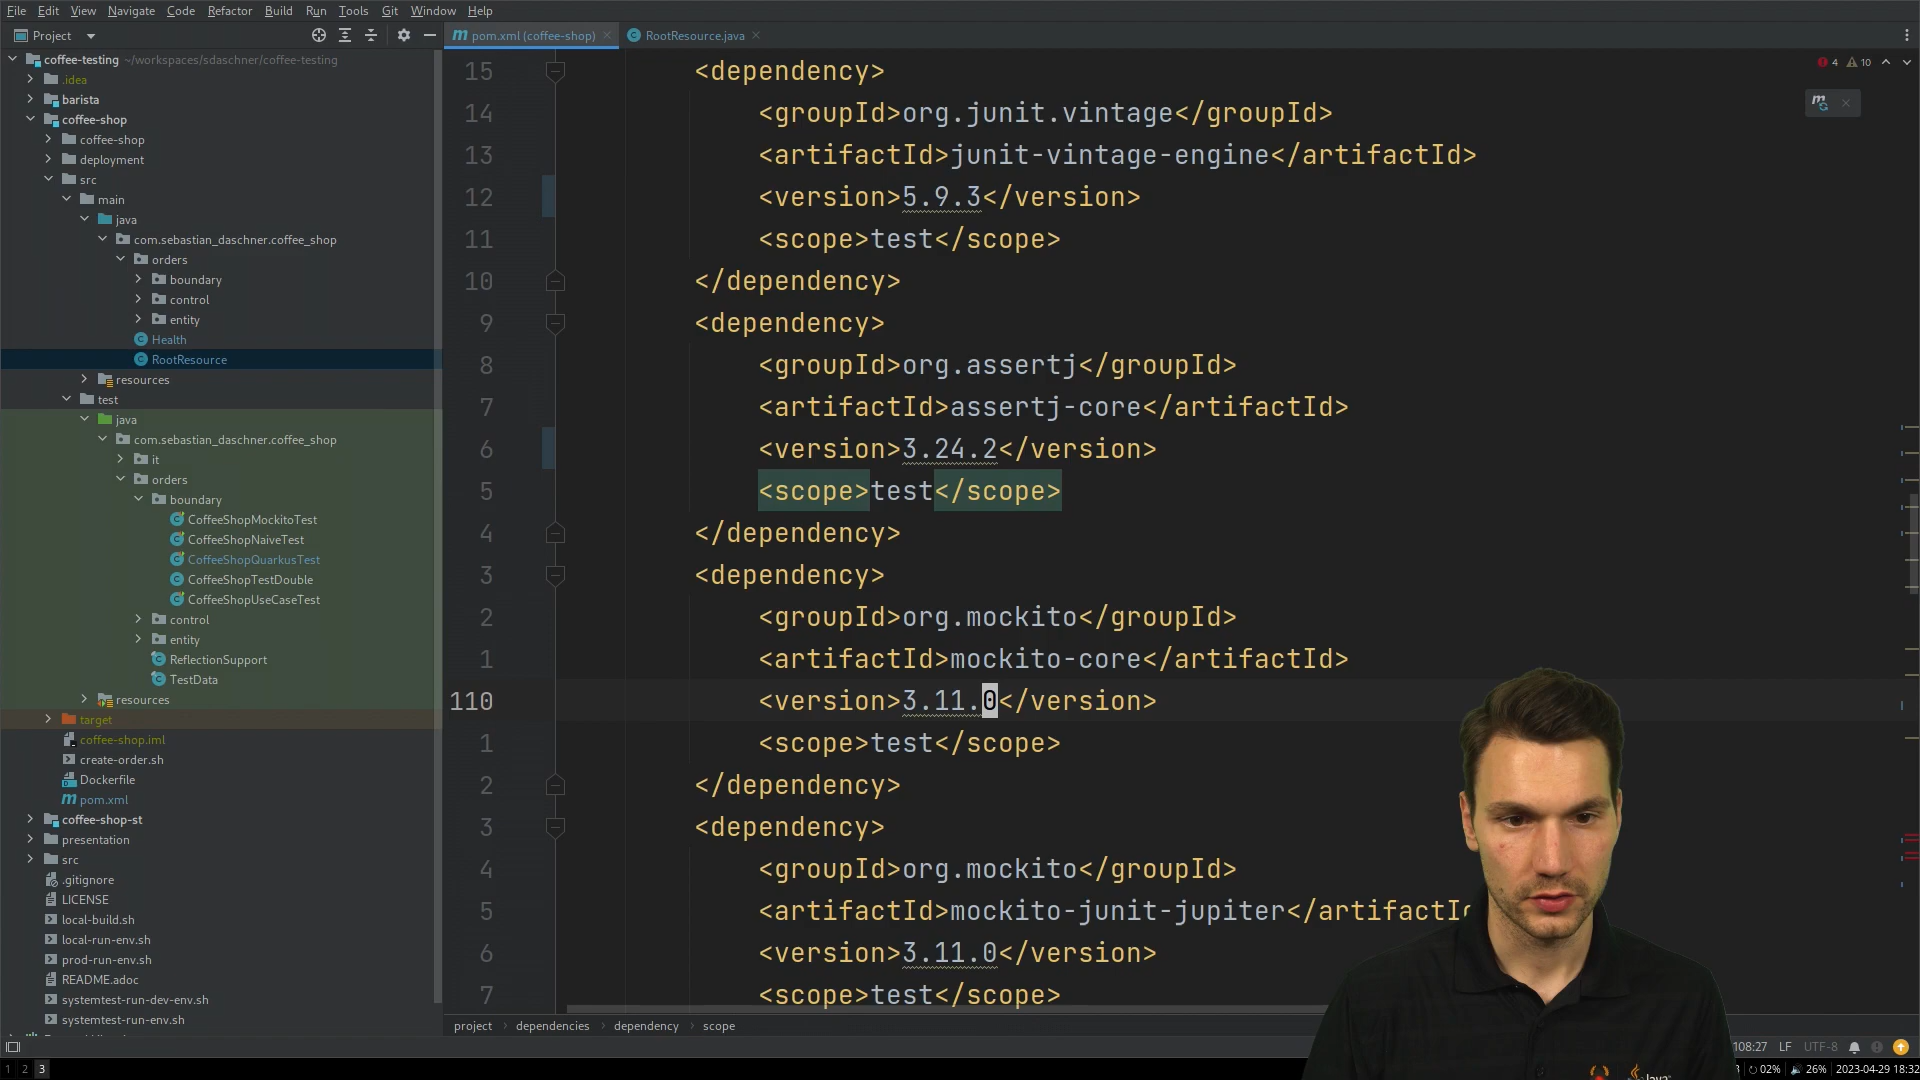 File Edit View Navigate Code Refactor Build Run Tools Git Window Help
Project
pom.xml (coffee-shop)
RootResource.java
coffee-testing ~/workspaces/sdaschner/coffee-testing
.idea
barista
coffee-shop
coffee-shop
deployment
src
main
java
com.sebastian_daschner.coffee_shop
orders
boundary
control
entity
Health
RootResource
resources
test
java
com.sebastian_daschner.coffee_shop
it
orders
boundary
CoffeeShopMockitoTest
CoffeeShopNaiveTest
CoffeeShopQuarkusTest
CoffeeShopTestDouble
CoffeeShopUseCaseTest
control
entity
ReflectionSupport
TestData
resources
target
coffee-shop.iml
create-order.sh
Dockerfile
pom.xml
coffee-shop-st
presentation
src
.gitignore
LICENSE
local-build.sh
local-run-env.sh
prod-run-env.sh
README.adoc
systemtest-run-dev-env.sh
systemtest-run-env.sh
4 10
15 <dependency>
14 <groupId>org.junit.vintage</groupId>
13 <artifactId>junit-vintage-engine</artifactId>
12 <version>5.9.3</version>
11 <scope>test</scope>
10 </dependency>
9 <dependency>
8 <groupId>org.assertj</groupId>
7 <artifactId>assertj-core</artifactId>
6 <version>3.24.2</version>
5 <scope>test</scope>
4 </dependency>
3 <dependency>
2 <groupId>org.mockito</groupId>
1 <artifactId>mockito-core</artifactId>
110 <version>3.11.0</version>
1 <scope>test</scope>
2 </dependency>
3 <dependency>
4 <groupId>org.mockito</groupId>
5 <artifactId>mockito-junit-jupiter</artifactId
6 <version>3.11.0</version>
7 <scope>test</scope>
project dependencies dependency scope
108:27 LF UTF-8
1 2 3
02% 26% 2023-04-29 18:32
Java